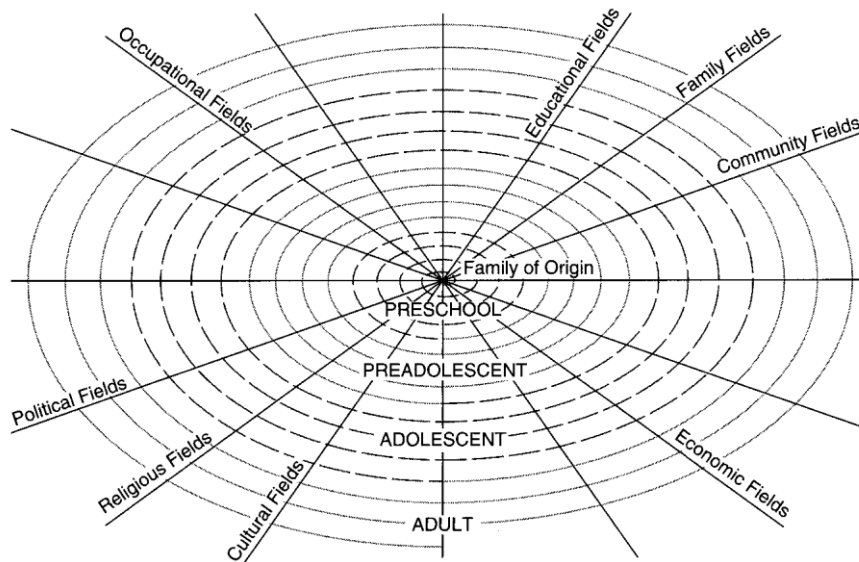 Occupational Fields
Educational Fields
Family Fields
Community Fields
Family of Origin
PRESCHOOL
PREADOLESCENT
Political Fields
ADOLESCENT
Religious Fields
Economic Fields
Cultural Fields
ADULT